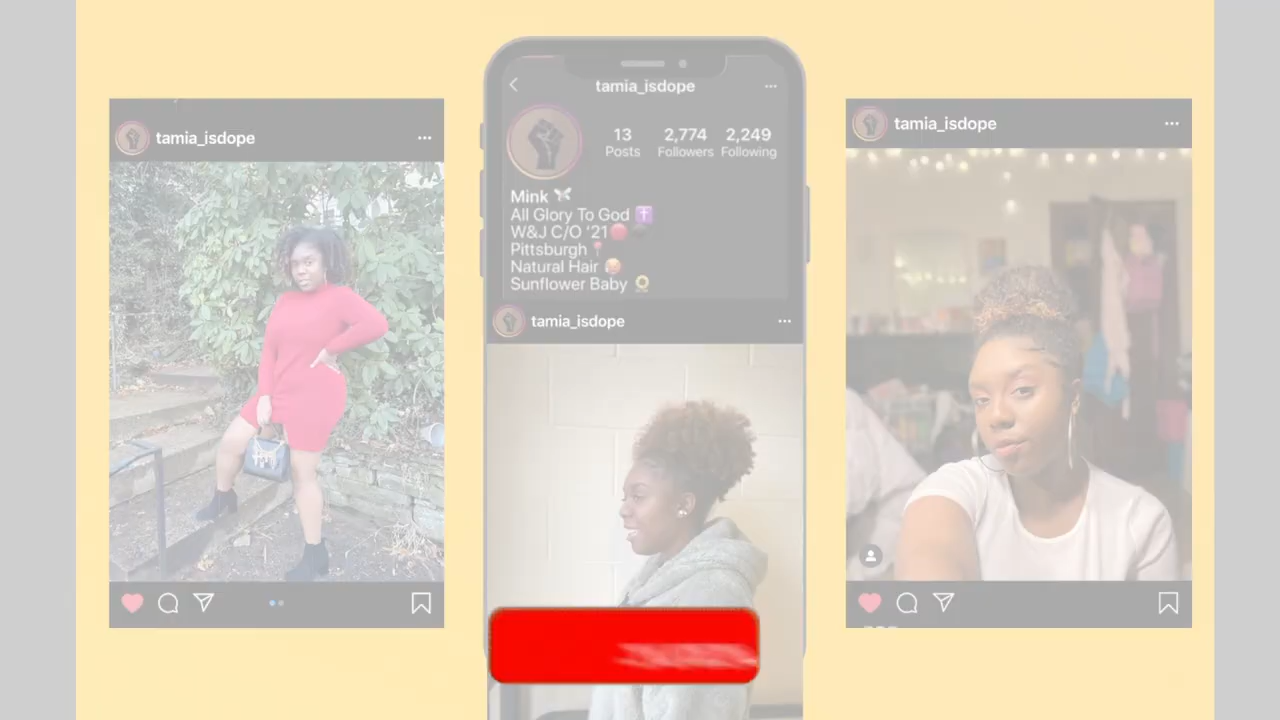 tamia_isdope
tamia_isdope
13 2,774 2,249
Posts Followers Following
Mink
All Glory To God ✝️
W&J C/O '21🔴⚫
Pittsburgh📍
Natural Hair
Sunflower Baby 🌻
tamia_isdope
tamia_isdope